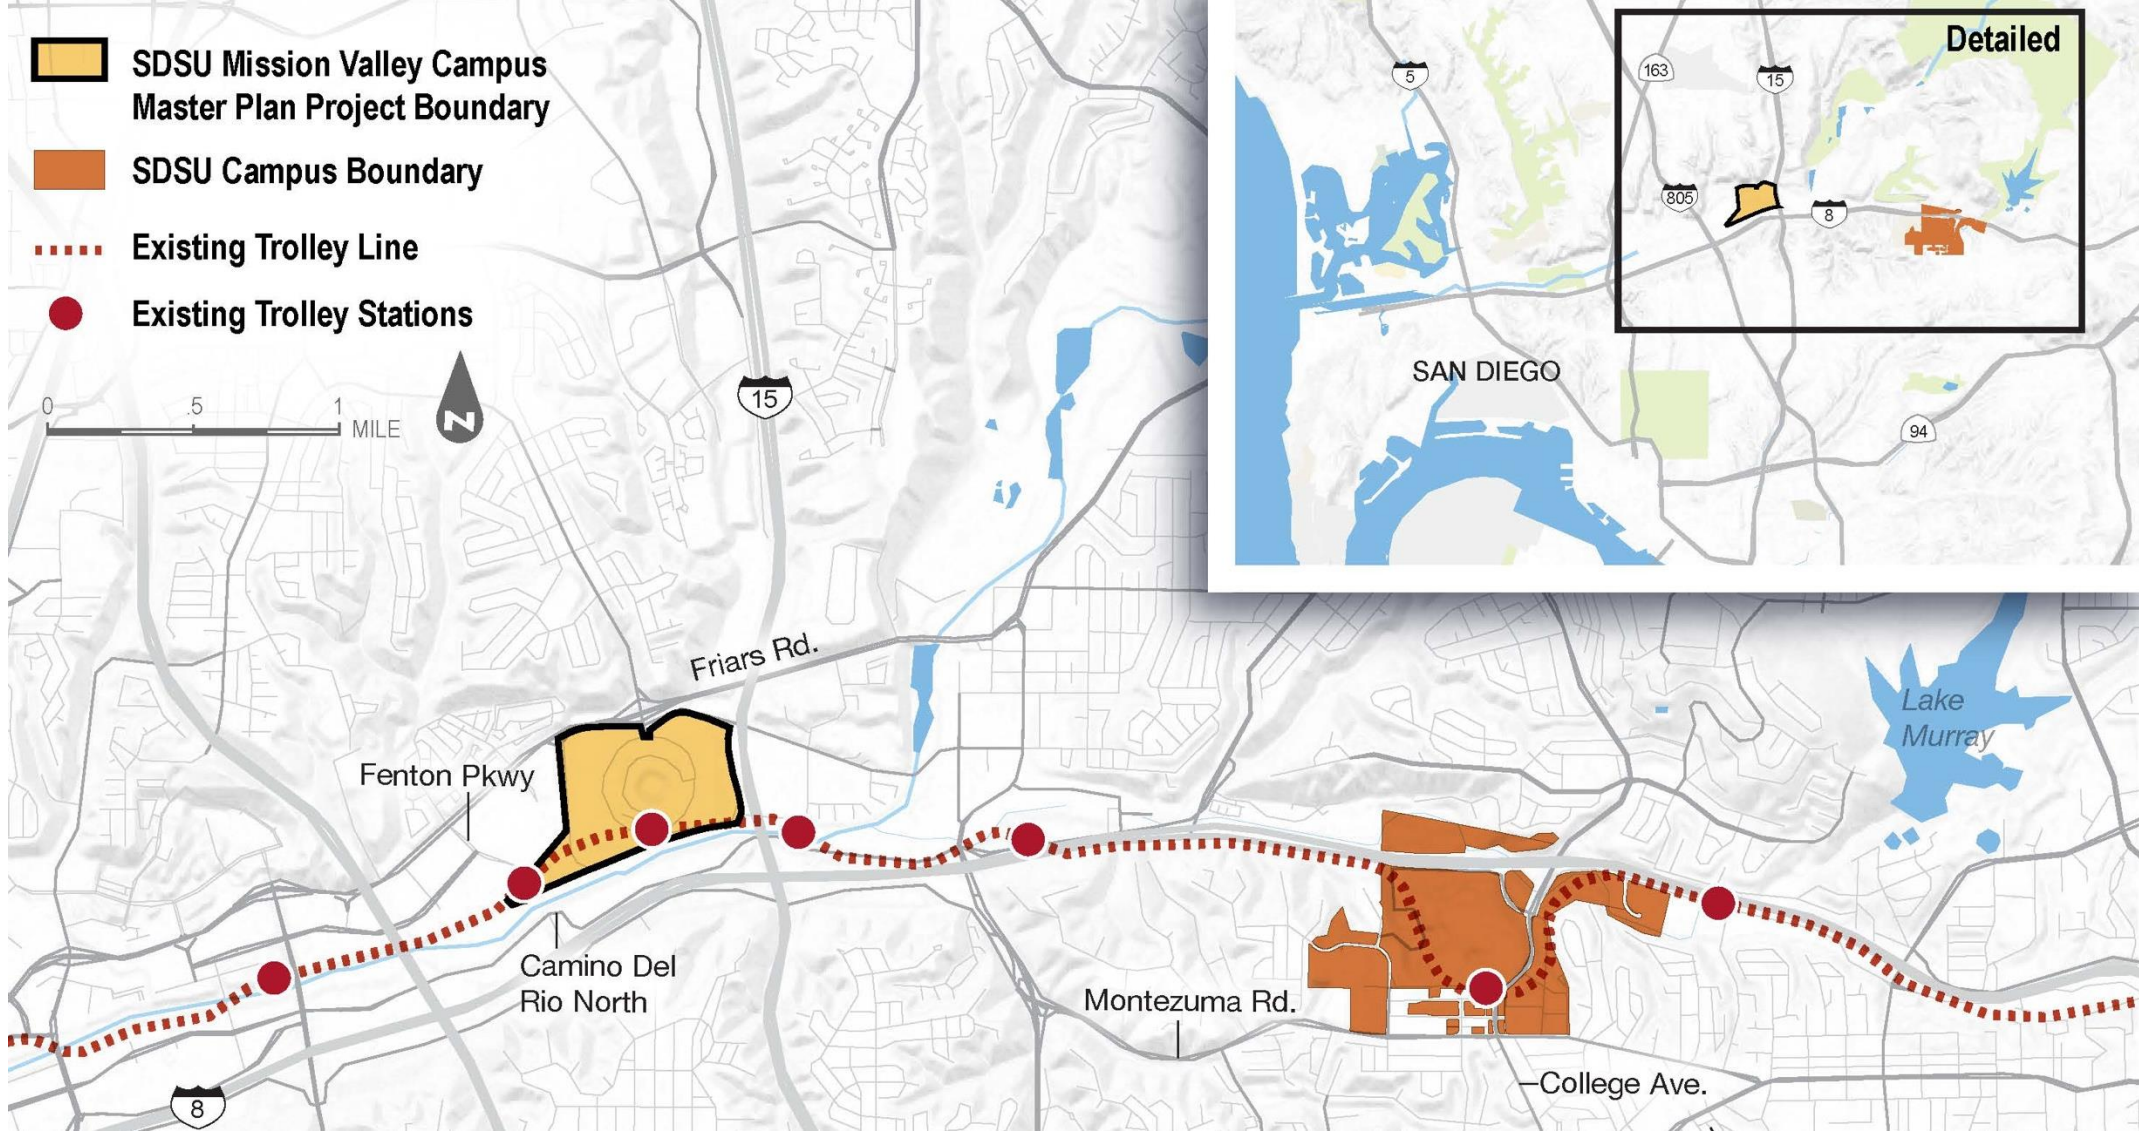 SDSU Mission Valley Campus
Master Plan Project Boundary
SDSU Campus Boundary
Existing Trolley Line
Existing Trolley Stations
0 .5 1
MILE
N
15
Friars Rd.
Fenton Pkwy
Camino Del
Rio North
8
Montezuma Rd.
College Ave.
Lake
Murray
Detailed
5
163
15
805
8
SAN DIEGO
94